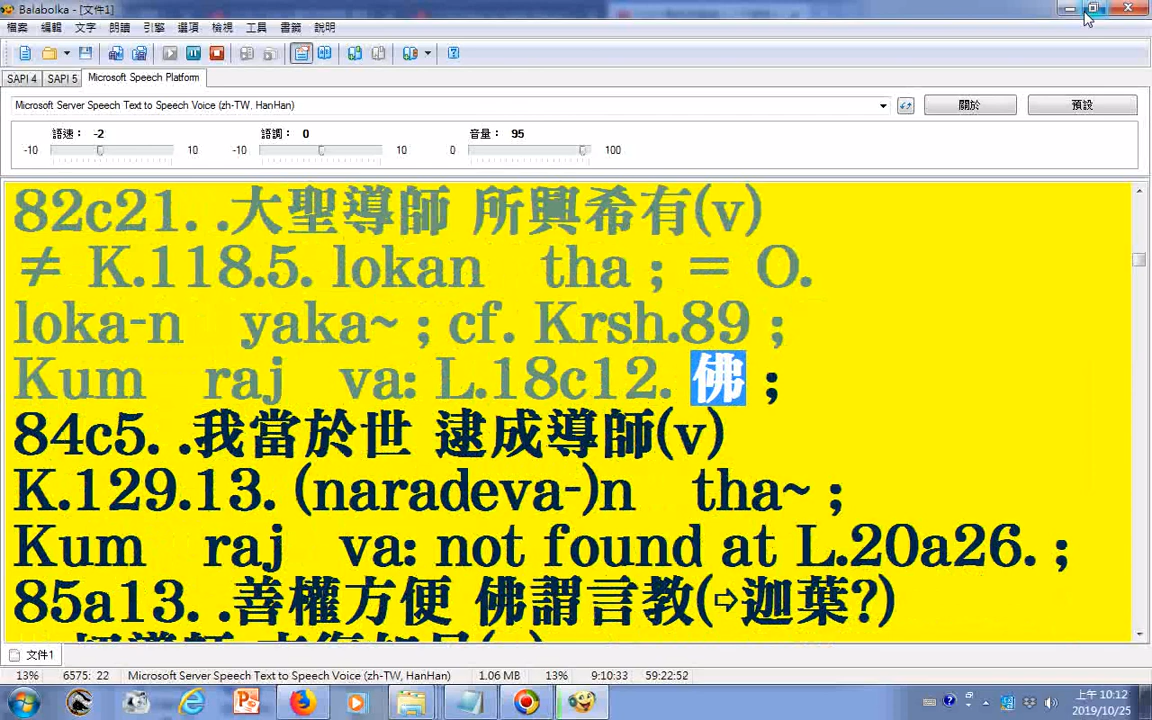 Balabolka - [文件1]
檔案 編輯 文字 朗讀 引擎 選項 檢視 工具 書籤 說明
SAPI 4 SAPI 5 Microsoft Speech Platform
Microsoft Server Speech Text to Speech Voice (zh-TW, HanHan) 關於 預設
語速： -2 語調： 0 音量： 95
-10 10 -10 10 0 100
82c21. .大聖導師 所興希有(v)
≠ K.118.5. lokan tha ; = O.
loka-n yaka~ ; cf. Krsh.89 ;
Kum raj va: L.18c12. 佛 ;
84c5. .我當於世 逮成導師(v)
K.129.13. (naradeva-)n tha~ ;
Kum raj va: not found at L.20a26. ;
85a13. .善權方便 佛謂言教(⇨迦葉?)
文件1
13% 6575: 22 Microsoft Server Speech Text to Speech Voice (zh-TW, HanHan) 1.06 MB 13% 9:10:33 59:22:52
上午 10:12
2019/10/25